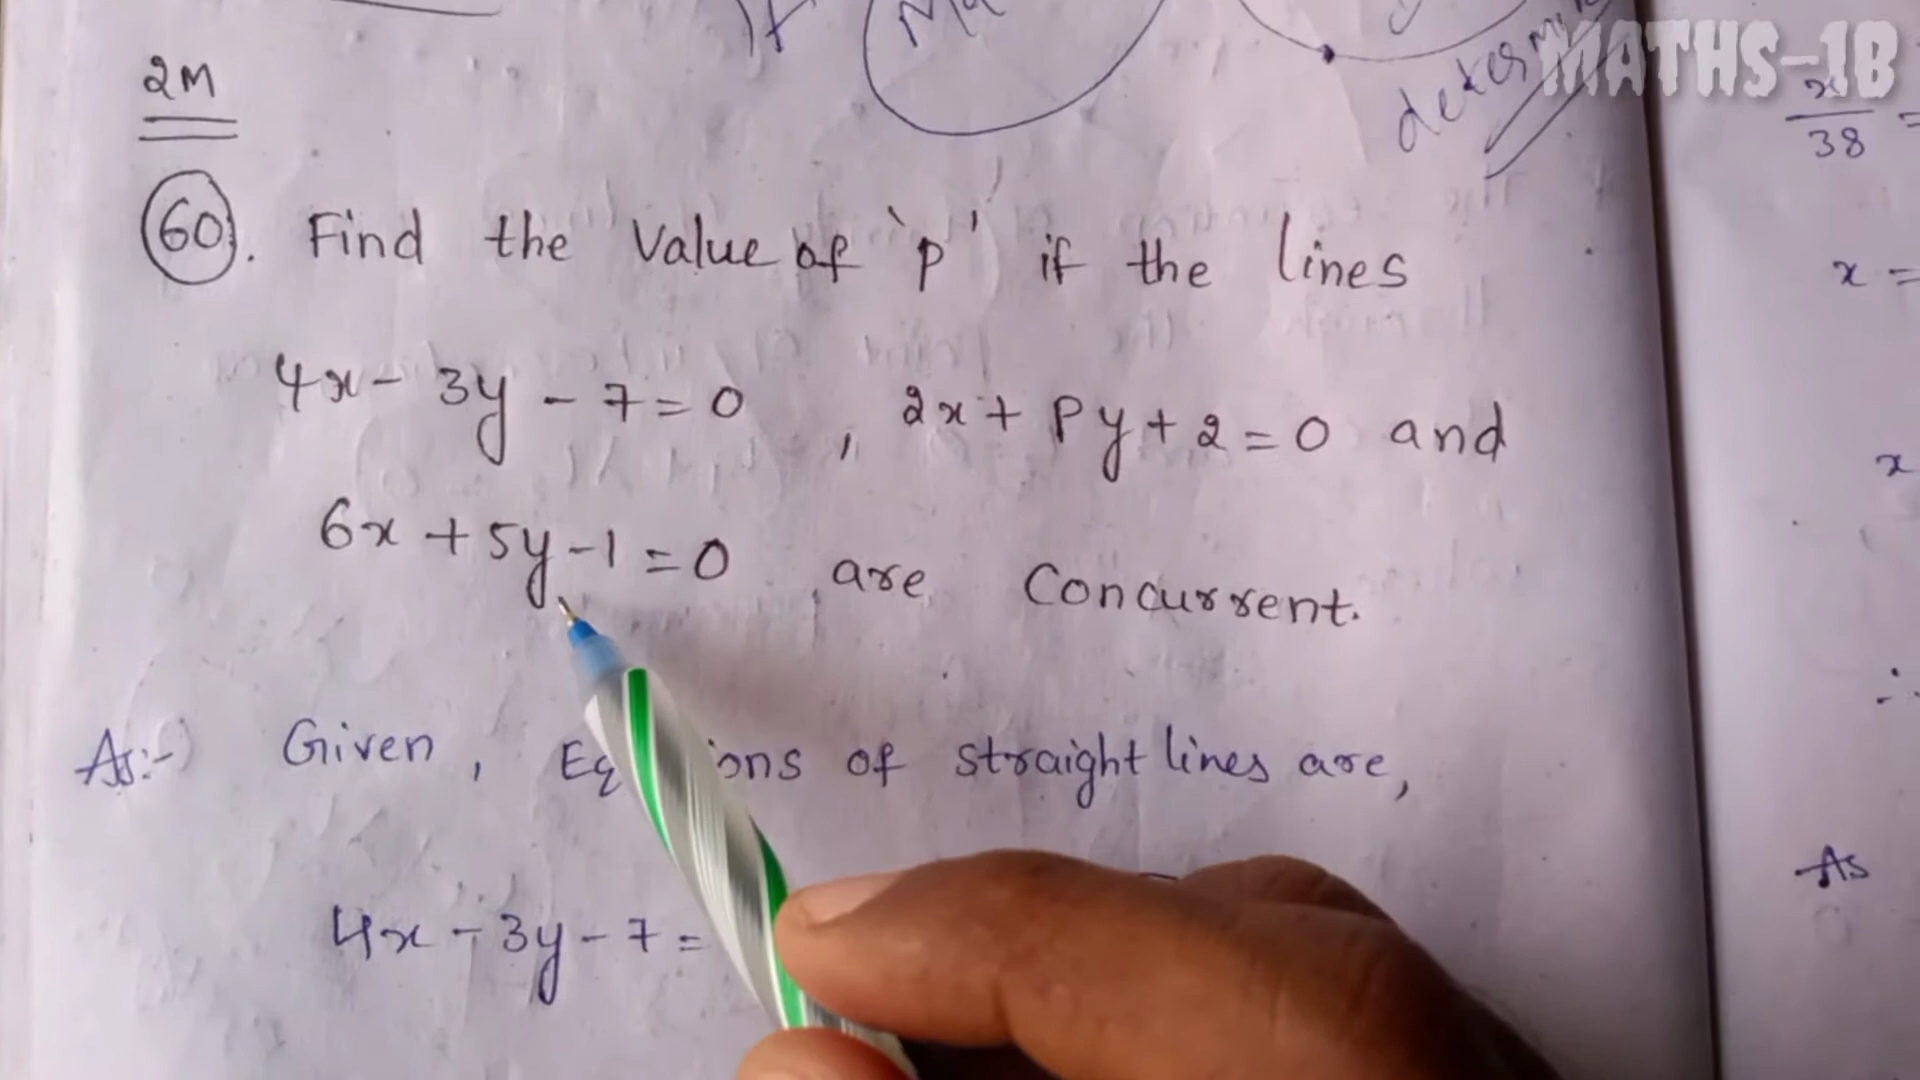 MATHS-1B
2M
60. Find the value of 'p' if the lines
4x - 3y - 7 = 0 , 2x + Py + 2 = 0 and
6x + 5y - 1 = 0 are Concurrent.
As:-) Given, Eq ions of straight lines are,
4x - 3y - 7 =
x/38 =
x =
x
∴
As